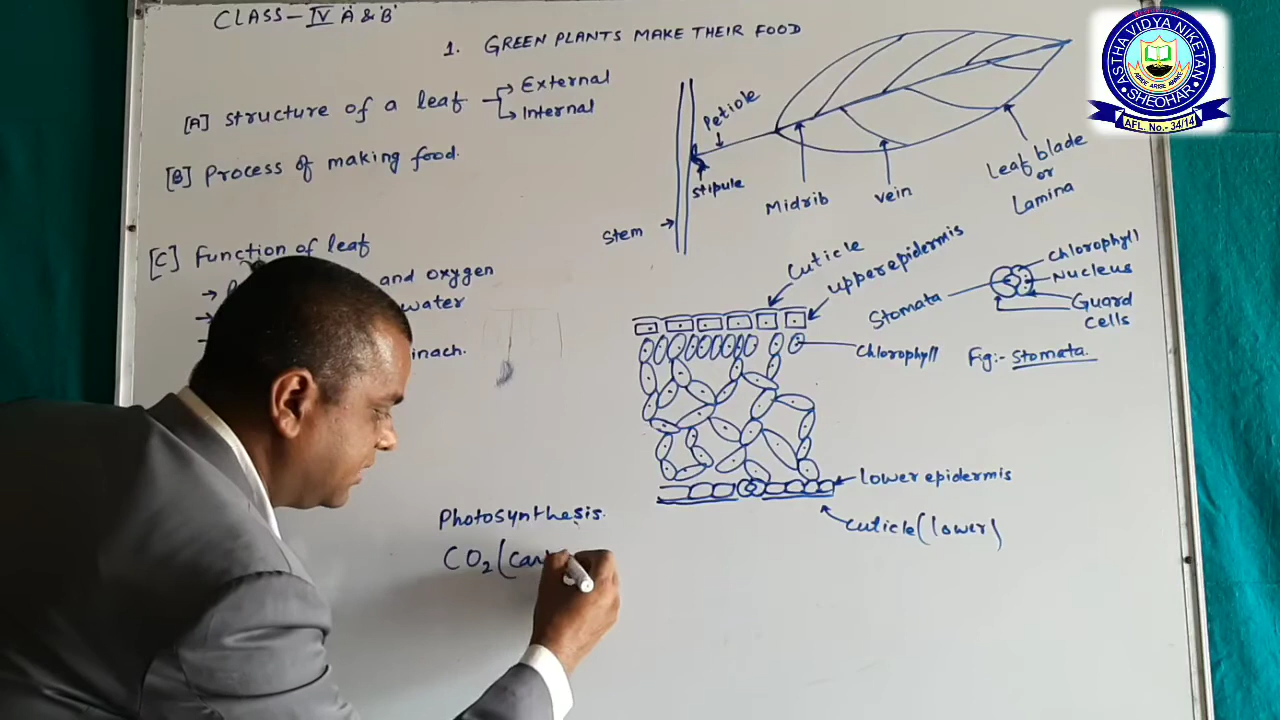 CLASS - IV A & B
1. GREEN PLANTS MAKE THEIR FOOD
[A] Structure of a leaf
External
Internal
[B] Process of making food.
[C] Function of leaf
and oxygen
water
inach.
Petiole
Stipule
Stem
Midrib
vein
Leaf blade
or
Lamina
Cuticle
upper epidermis
Chlorophyll
lower epidermis
Cuticle (lower)
Stomata
Chlorophyll
Nucleus
Guard
cells
Fig:- Stomata.
Photosynthesis.
CO2 (Car
ASTHA VIDYA NIKETAN
SHEOHAR
AFL. No.- 34/14